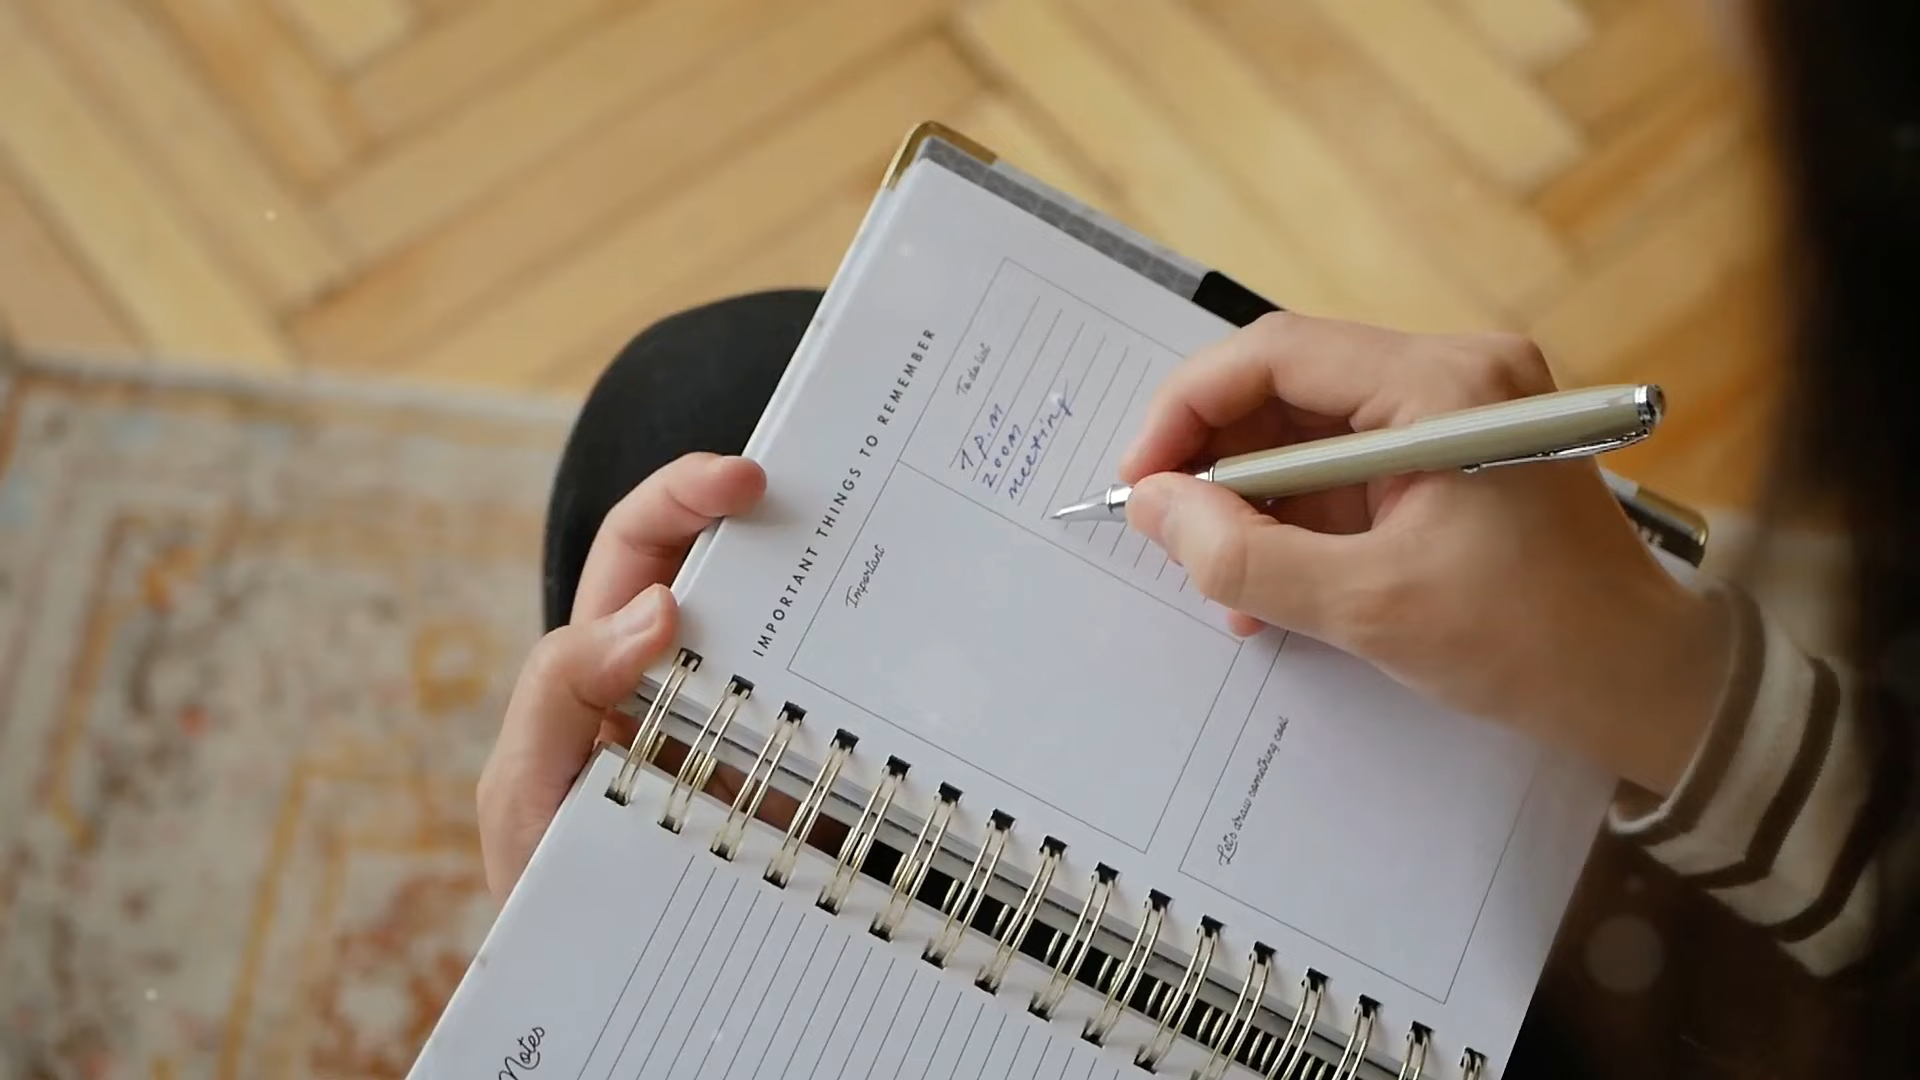 IMPORTANT THINGS TO REMEMBER
To do list
1 P.M
ZOOM
meeting
Important
Let's draw something cool
Notes